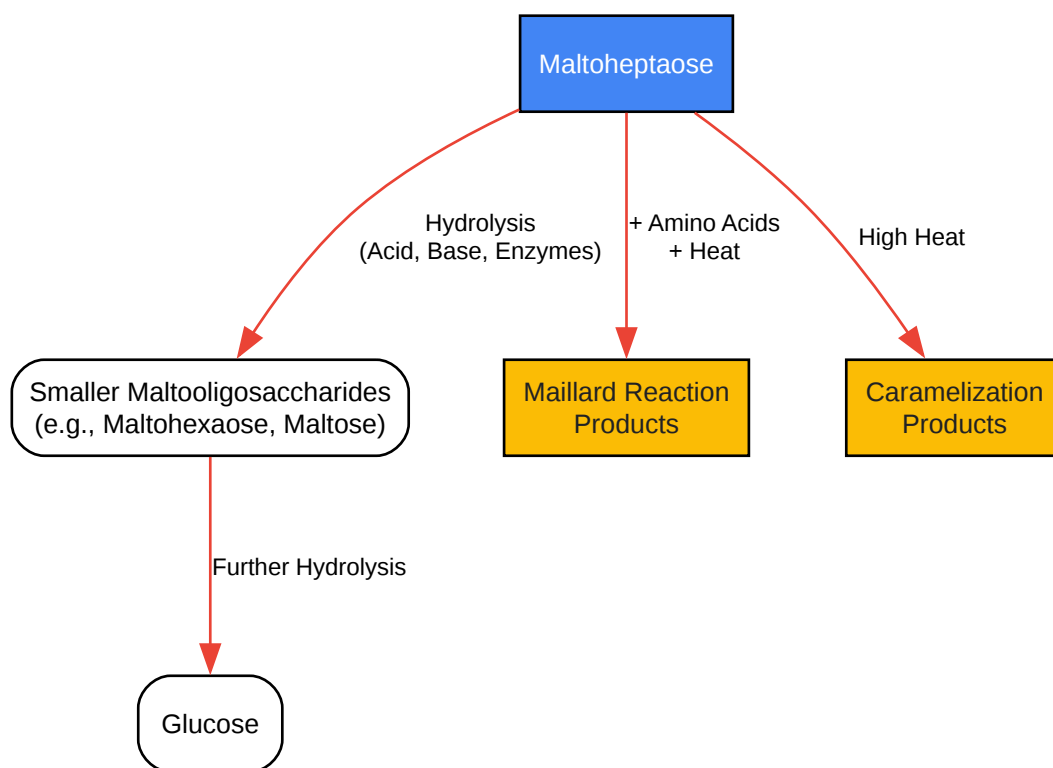 Maltoheptaose
Hydrolysis
(Acid, Base, Enzymes)
+ Amino Acids
+ Heat
High Heat
Smaller Maltooligosaccharides
(e.g., Maltohexaose, Maltose)
Maillard Reaction
Products
Caramelization
Products
Further Hydrolysis
Glucose